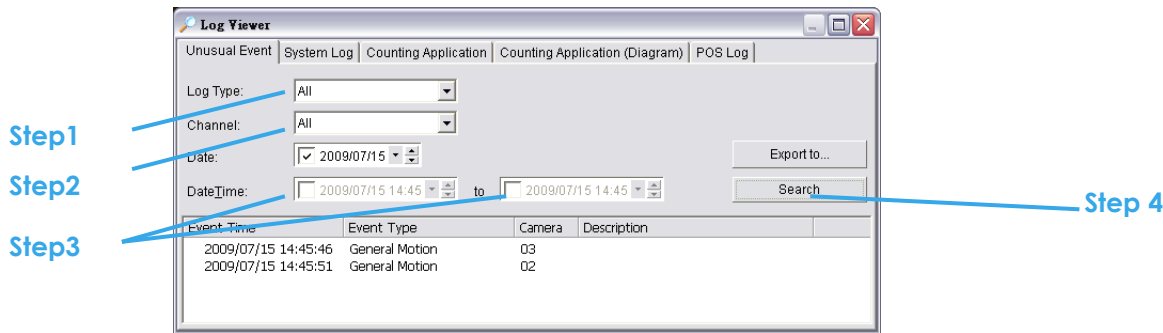 Log Viewer
Unusual Event System Log Counting Application Counting Application (Diagram) POS Log
Log Type: All
Step1
Channel: All
Date: 2009/07/15 Export to...
Step2
DateTime: 2009/07/15 14:45 to 2009/07/15 14:45 Search
Step 4
Event Time Event Type Camera Description
Step3
2009/07/15 14:45:46 General Motion 03
2009/07/15 14:45:51 General Motion 02